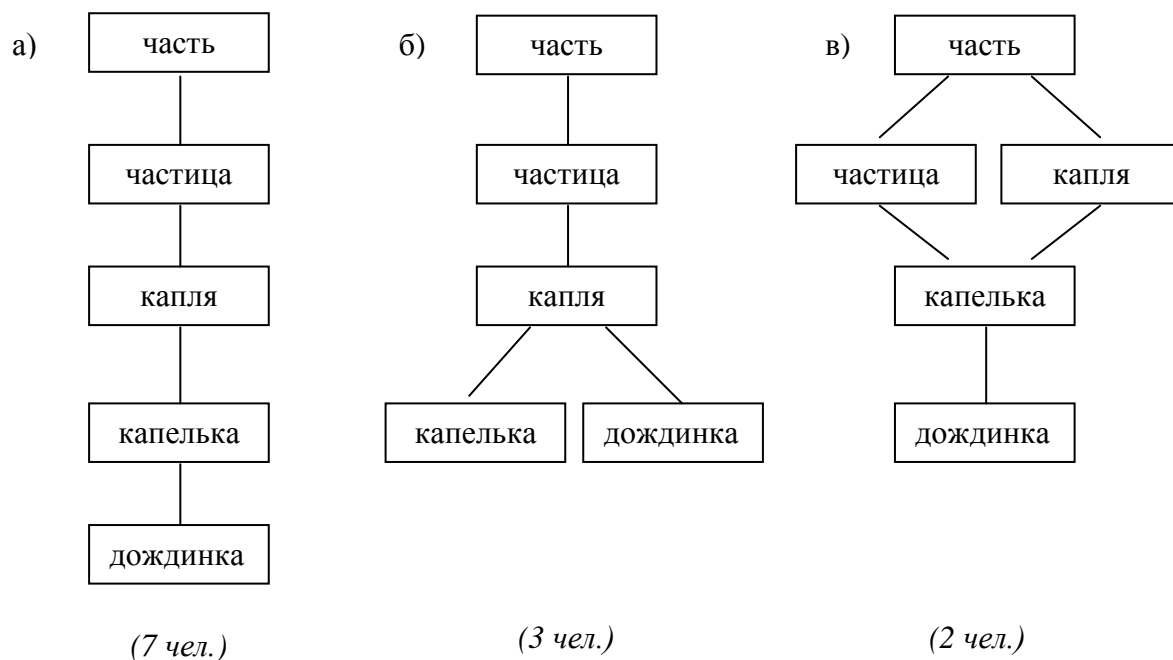 а)
часть
частица
капля
капелька
дождинка
(7 чел.)
б)
часть
частица
капля
капелька
дождинка
(3 чел.)
в)
часть
частица
капля
капелька
дождинка
(2 чел.)